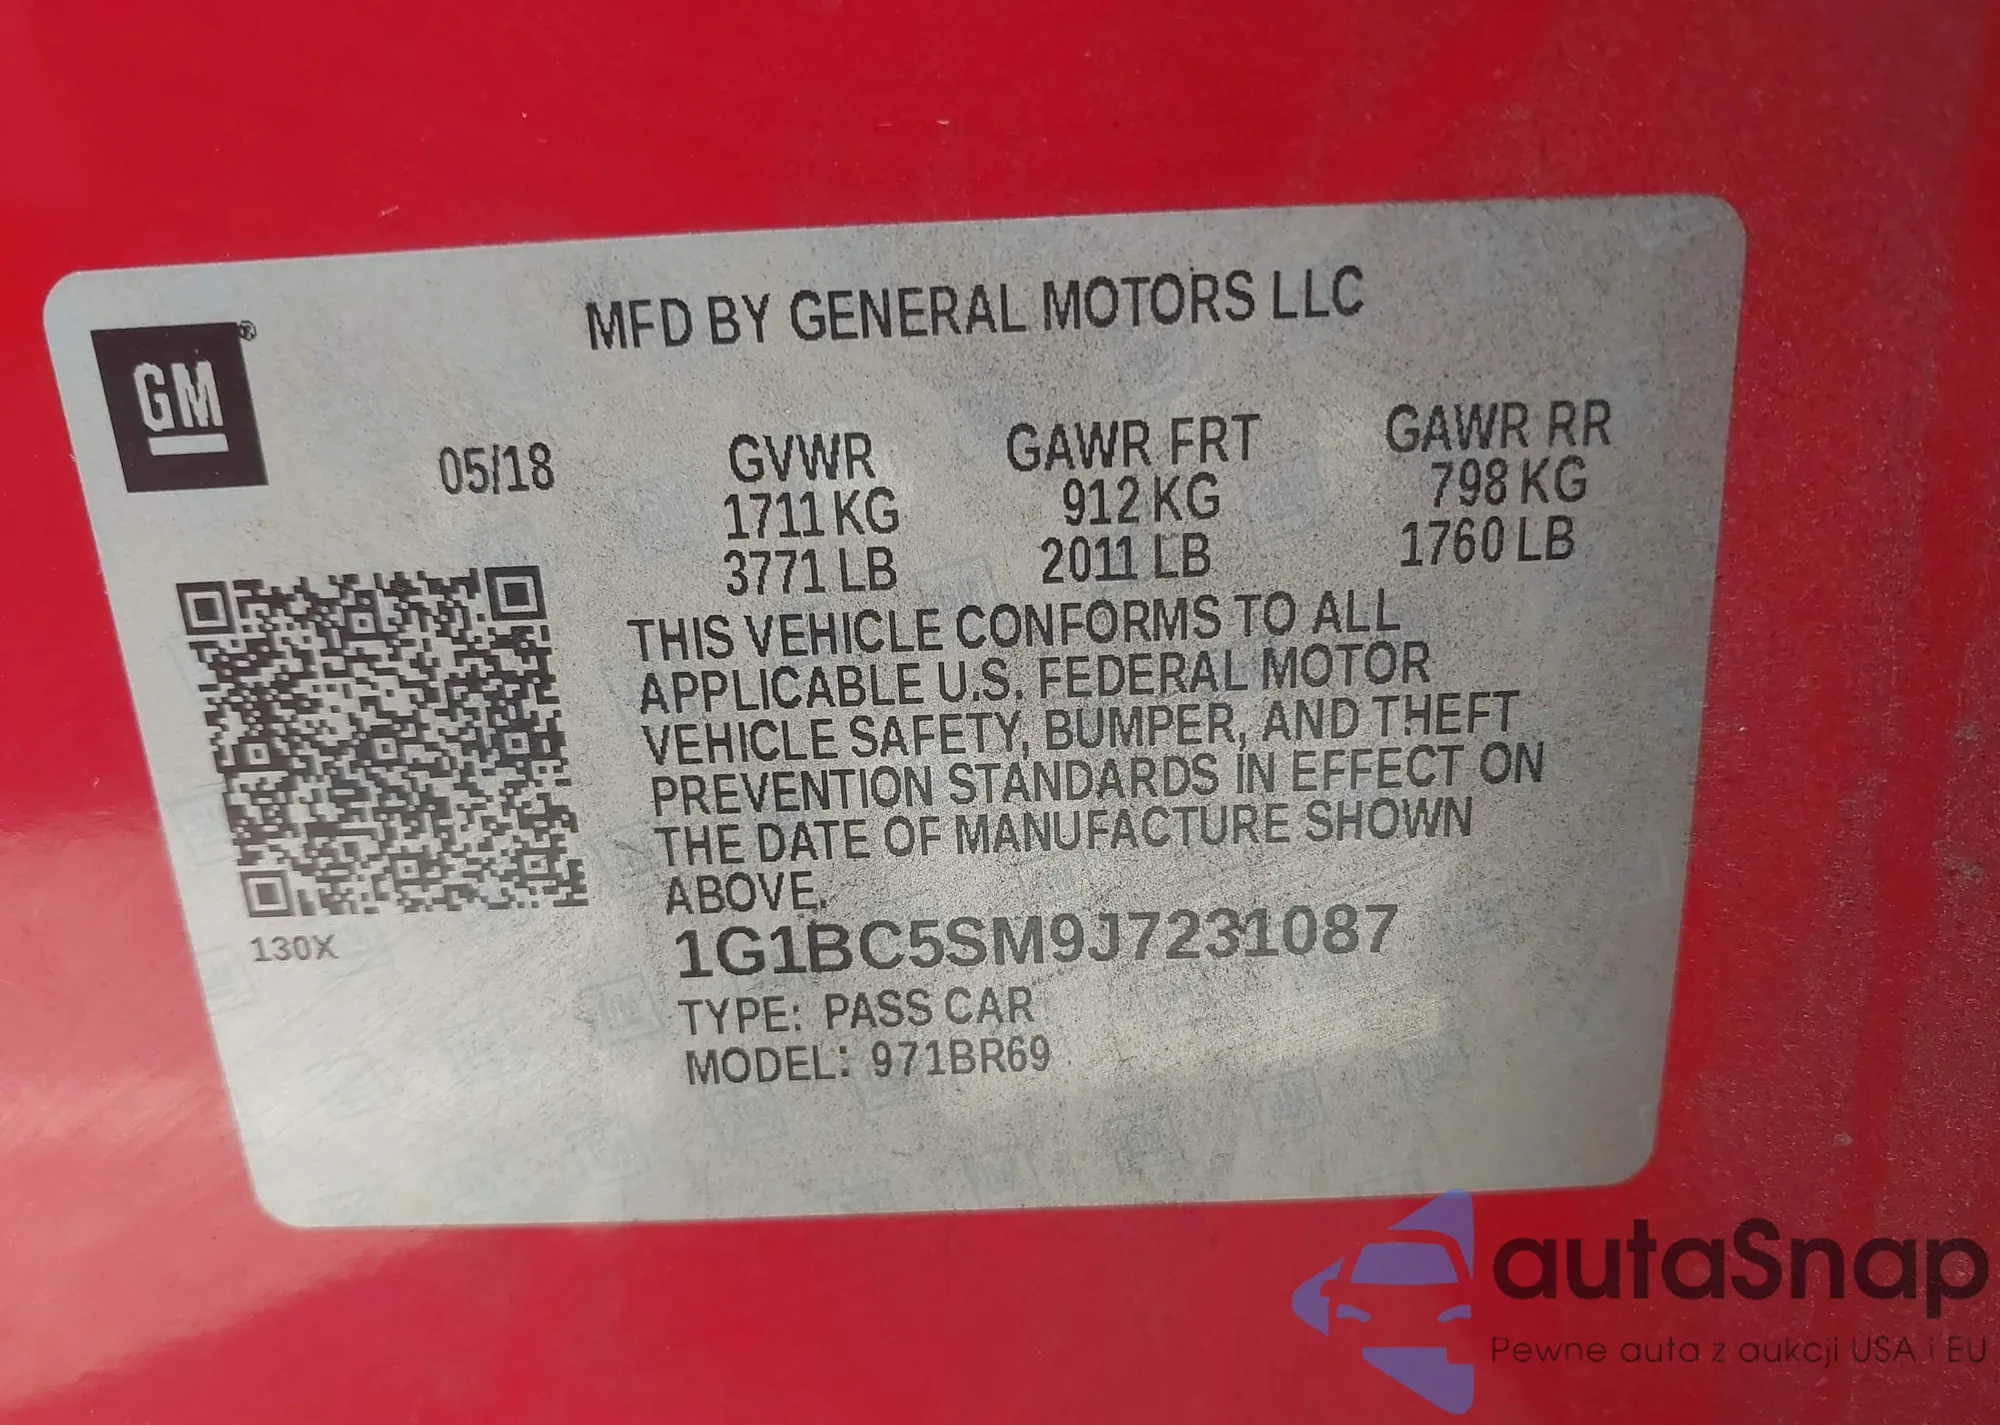 MFD BY GENERAL MOTORS LLC
GM®
05/18
GVWR
1711 KG
3771 LB
GAWR FRT
912 KG
2011 LB
GAWR RR
798 KG
1760 LB
THIS VEHICLE CONFORMS TO ALL
APPLICABLE U.S. FEDERAL MOTOR
VEHICLE SAFETY, BUMPER, AND THEFT
PREVENTION STANDARDS IN EFFECT ON
THE DATE OF MANUFACTURE SHOWN
ABOVE.
130X
1G1BC5SM9J7231087
TYPE: PASS CAR
MODEL: 971BR69
autaSnap
Pewne auta z aukcji USA i EU